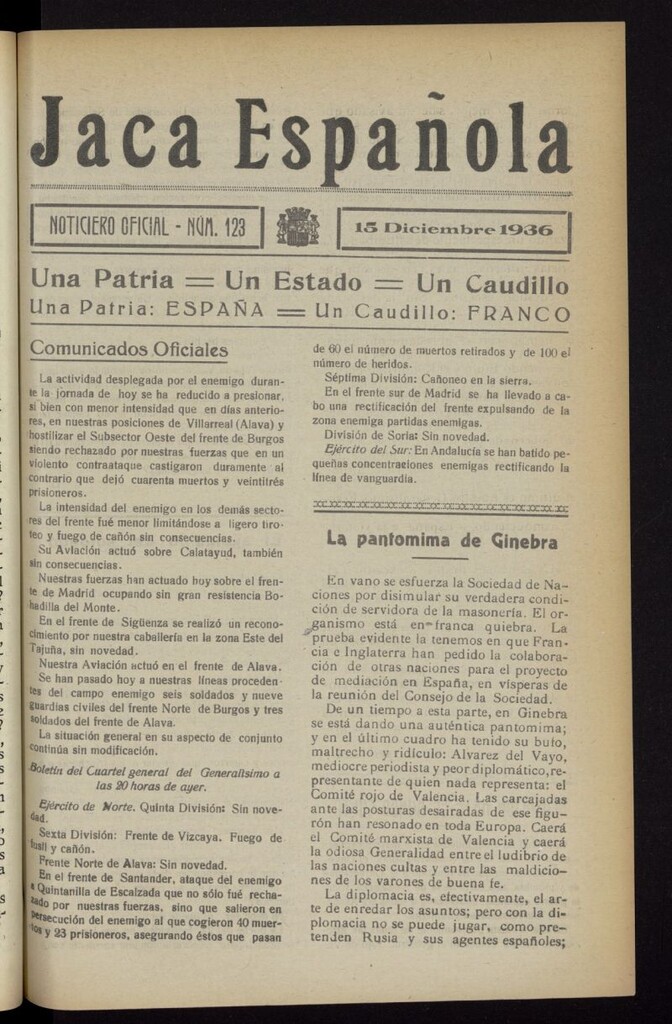 Jaca Española
NOTICIERO OFICIAL - NÚM. 123
15 Diciembre 1936
Una Patria = Un Estado = Un Caudillo
Una Patria: ESPAÑA = Un Caudillo: FRANCO
Comunicados Oficiales
La actividad desplegada por el enemigo duran-
te la jornada de hoy se ha reducido a presionar,
si bien con menor intensidad que en días anterio-
res, en nuestras posiciones de Villarreal (Alava) y
hostilizar el Subsector Oeste del frente de Burgos
siendo rechazado por nuestras fuerzas que en un
violento contraataque castigaron duramente al
contrario que dejó cuarenta muertos y veintitrés
prisioneros.
La intensidad del enemigo en los demás secto-
res del frente fué menor limitándose a ligero tiro-
teo y fuego de cañón sin consecuencias.
Su Aviación actuó sobre Calatayud, también
sin consecuencias.
Nuestras fuerzas han actuado hoy sobre el fren-
te de Madrid ocupando sin gran resistencia Bo-
hadilla del Monte.
En el frente de Sigüenza se realizó un recono-
cimiento por nuestra caballería en la zona Este del
Tajuña, sin novedad.
Nuestra Aviación actuó en el frente de Alava.
Se han pasado hoy a nuestras líneas proceden-
tes del campo enemigo seis soldados y nueve
guardias civiles del frente Norte de Burgos y tres
soldados del frente de Alava.
La situación general en su aspecto de conjunto
continúa sin modificación.
Boletín del Cuartel general del Generalísimo a
las 20 horas de ayer.
Ejército de Norte. Quinta División: Sin nove-
dad.
Sexta División: Frente de Vizcaya. Fuego de
fusil y cañón.
Frente Norte de Alava: Sin novedad.
En el frente de Santander, ataque del enemigo
a Quintanilla de Escalzada que no sólo fué recha-
zado por nuestras fuerzas, sino que salieron en
persecución del enemigo al que cogieron 40 muer-
tos y 23 prisioneros, asegurando éstos que pasan
de 60 el número de muertos retirados y de 100 el
número de heridos.
Séptima División: Cañoneo en la sierra.
En el frente sur de Madrid se ha llevado a ca-
bo una rectificación del frente expulsando de la
zona enemiga partidas enemigas.
División de Soria: Sin novedad.
Ejército del Sur: En Andalucía se han batido pe-
queñas concentraciones enemigas rectificando la
línea de vanguardia.
La pantomima de Ginebra
En vano se esfuerza la Sociedad de Na-
ciones por disimular su verdadera condi-
ción de servidora de la masonería. El or-
ganismo está en franca quiebra. La
prueba evidente la tenemos en que Fran-
cia e Inglaterra han pedido la colabora-
ción de otras naciones para el proyecto
de mediación en España, en vísperas de
la reunión del Consejo de la Sociedad.
De un tiempo a esta parte, en Ginebra
se está dando una auténtica pantomima;
y en el último cuadro ha tenido su bufo,
maltrecho y ridículo: Alvarez del Vayo,
mediocre periodista y peor diplomático, re-
presentante de quien nada representa: el
Comité rojo de Valencia. Las carcajadas
ante las posturas desairadas de ese figu-
rón han resonado en toda Europa. Caerá
el Comité marxista de Valencia y caerá
la odiosa Generalidad entre el ludibrio de
las naciones cultas y entre las maldicio-
nes de los varones de buena fe.
La diplomacia es, efectivamente, el ar-
te de enredar los asuntos; pero con la di-
plomacia no se puede jugar, como pre-
tenden Rusia y sus agentes españoles;